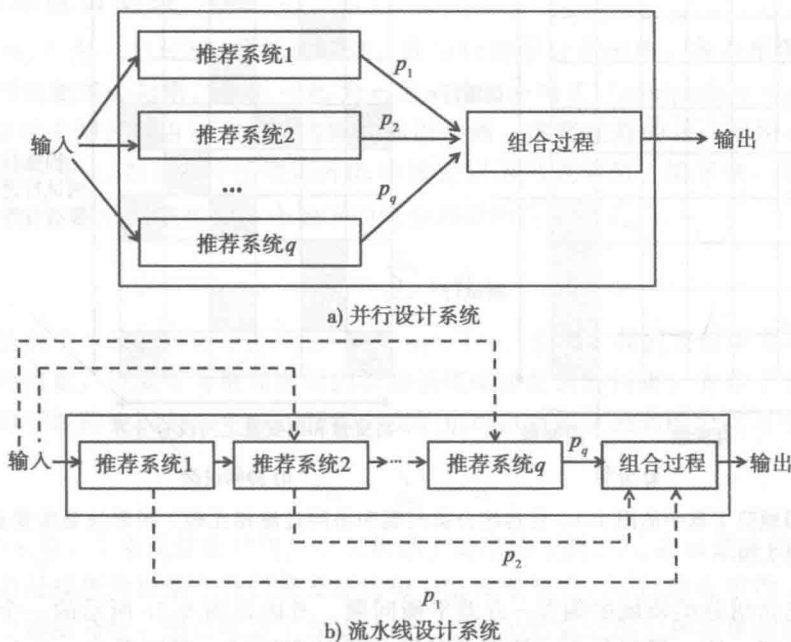 推荐系统1
p1
输入
推荐系统2
p2
组合过程
输出
...
pq
推荐系统q
a) 并行设计系统
输入
推荐系统1
推荐系统2
...
推荐系统q
pq
组合过程
输出
p2
p1
b) 流水线设计系统